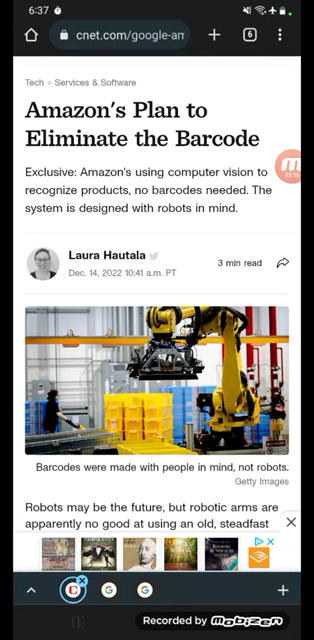 6:37
cnet.com/google-am
6
Tech > Services & Software
Amazon's Plan to
Eliminate the Barcode
Exclusive: Amazon's using computer vision to
recognize products, no barcodes needed. The
system is designed with robots in mind.
Laura Hautala
3 min read
Dec. 14, 2022 10:41 a.m. PT
Barcodes were made with people in mind, not robots.
Getty Images
Robots may be the future, but robotic arms are
apparently no good at using an old, steadfast
Recorded by mobizen